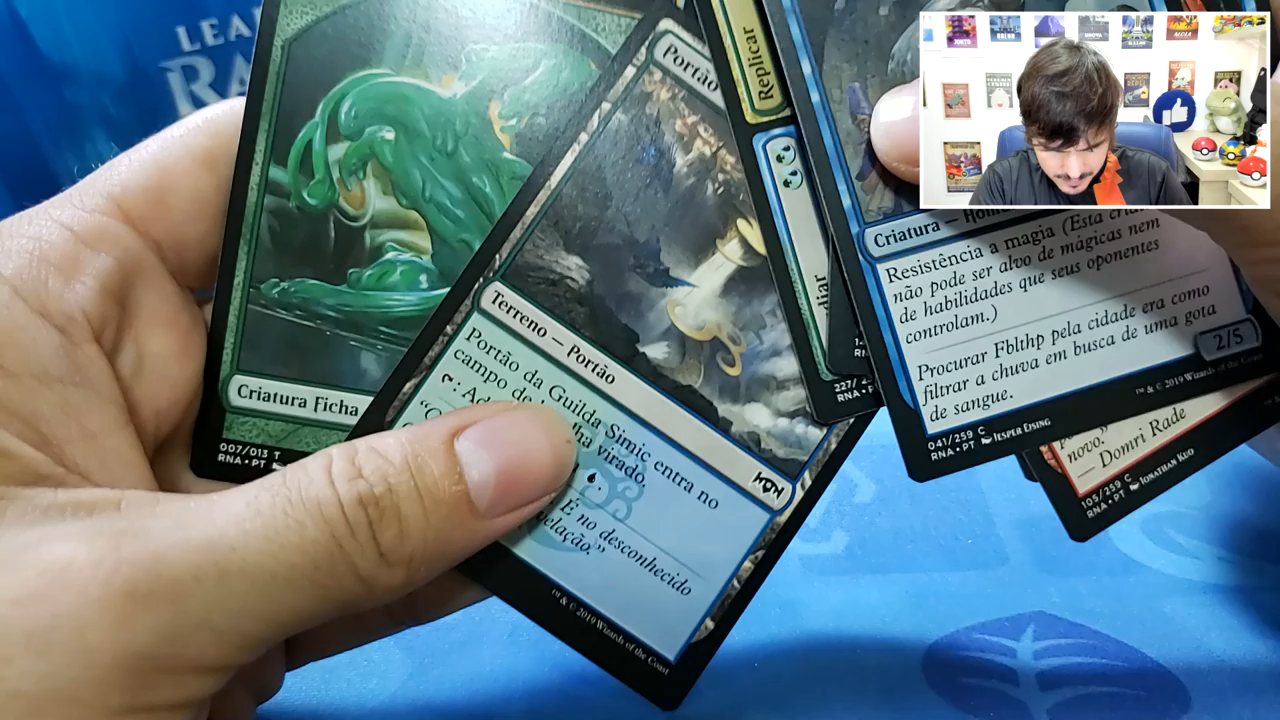 LEA
RA
Criatura Ficha
007/013 T
RNA • PT
Portão
Terreno — Portão
Portão da Guilda Simic entra no
campo de
lha virado.
É no desconhecido
pelação."
™ & © 2019 Wizards of the Coast
Replicar
227/
RNA • P
Criatura —
Resistência a magia (Esta cria
não pode ser alvo de mágicas nem
de habilidades que seus oponentes
controlam.)
Procurar Fblthp pela cidade era como
filtrar a chuva em busca de uma gota
de sangue.
2/5
041/259 C
RNA • PT JESPER EJSING
™ & © 2019 Wizards of the Coast
novo."
— Domri Rade
105/259 C
RNA • PT JONATHAN KUO